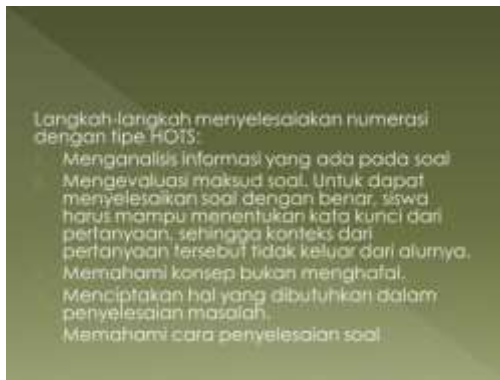 Langkah-langkah menyelesaiakan numerasi
dengan tipe HOTS:
Menganalisis informasi yang ada pada soal
Mengevaluasi maksud soal. Untuk dapat
menyelesaikan soal dengan benar, siswa
harus mampu menentukan kata kunci dari
pertanyaan, sehingga konteks dari
pertanyaan tersebut tidak keluar dari alurnya.
Memahami konsep bukan menghafal.
Menciptakan hal yang dibutuhkan dalam
penyelesaian masalah.
Memahami cara penyelesaian soal